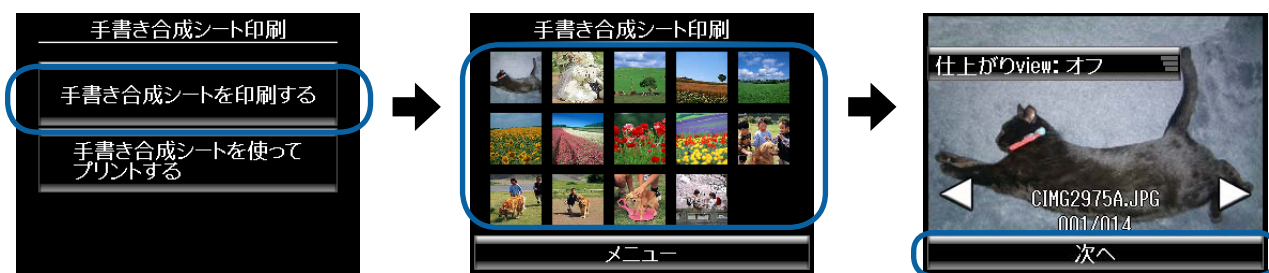 手書き合成シート印刷
手書き合成シートを印刷する
手書き合成シートを使って
プリントする
手書き合成シート印刷
メニュー
仕上がりview: オフ
CIMG2975A.JPG
001/014
次へ